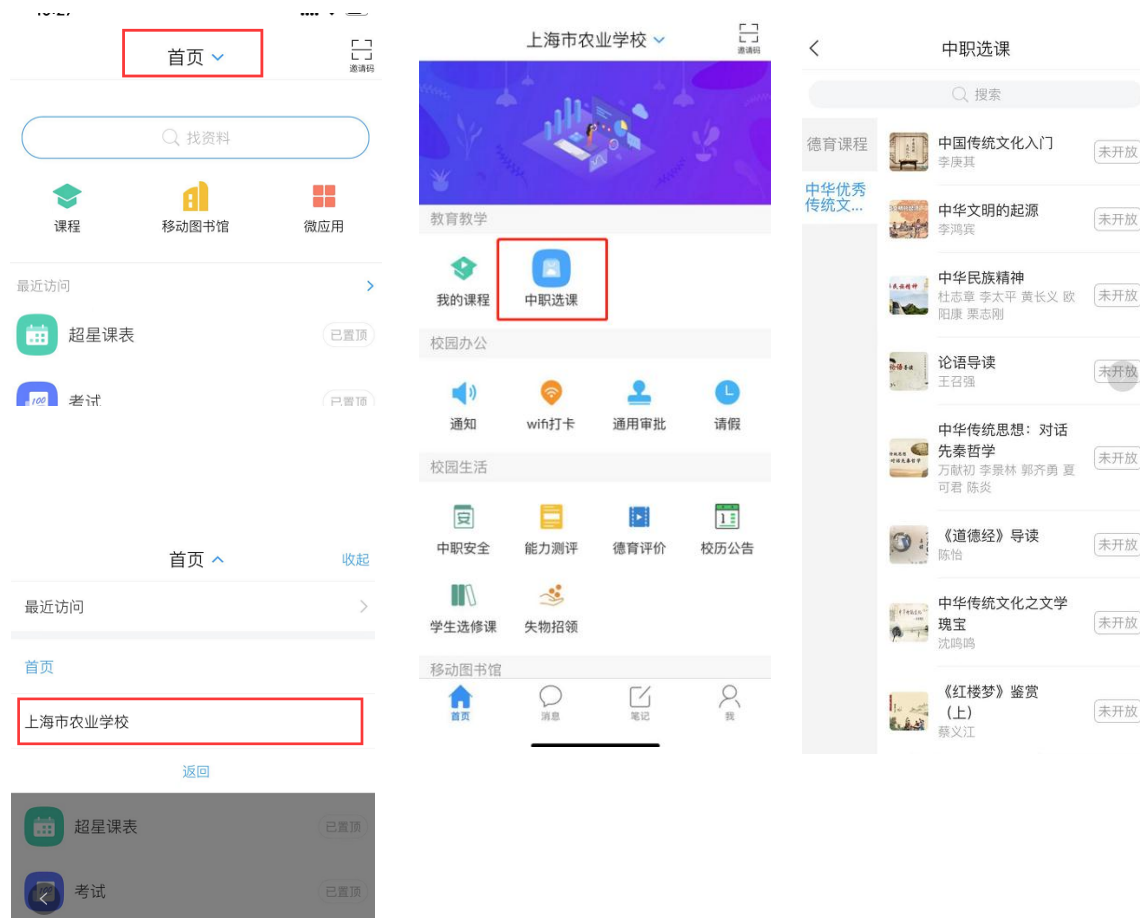 首页
邀请码
找资料
课程
移动图书馆
微应用
最近访问
超星课表
已置顶
考试
已置顶
首页
收起
最近访问
首页
上海市农业学校
返回
超星课表
已置顶
考试
已置顶
上海市农业学校
邀请码
教育教学
我的课程
中职选课
校园办公
通知
wifi打卡
通用审批
请假
校园生活
中职安全
能力测评
德育评价
校历公告
学生选修课
失物招领
移动图书馆
首页
消息
笔记
我
中职选课
搜索
德育课程
中华优秀
传统文...
中国传统文化入门
李庚其
未开放
中华文明的起源
李鸿宾
未开放
中华民族精神
杜志章 李太平 黄长义 欧
阳康 栗志刚
未开放
论语导读
王召强
未开放
中华传统思想：对话
先秦哲学
万献初 李景林 郭齐勇 夏
可君 陈炎
未开放
《道德经》导读
陈怡
未开放
中华传统文化之文学
瑰宝
沈鸣鸣
未开放
《红楼梦》鉴赏
（上）
蔡义江
未开放